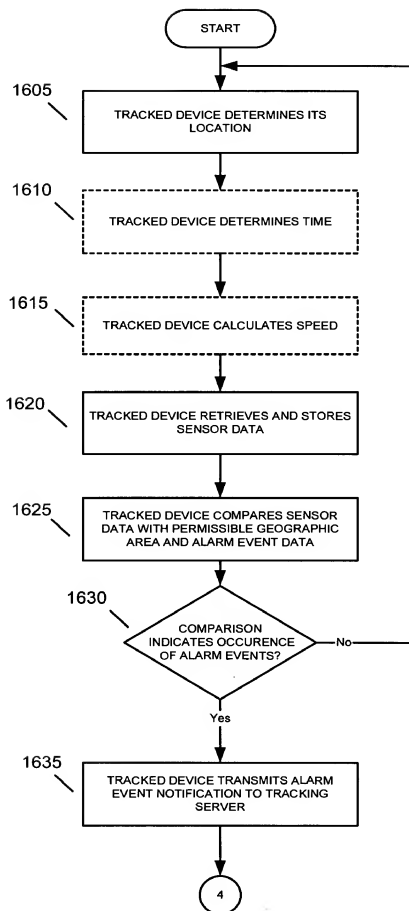 START
1605
TRACKED DEVICE DETERMINES ITS
LOCATION
1610
TRACKED DEVICE DETERMINES TIME
1615
TRACKED DEVICE CALCULATES SPEED
1620
TRACKED DEVICE RETRIEVES AND STORES
SENSOR DATA
1625
TRACKED DEVICE COMPARES SENSOR
DATA WITH PERMISSIBLE GEOGRAPHIC
AREA AND ALARM EVENT DATA
1630
COMPARISON
INDICATES OCCURENCE
OF ALARM EVENTS?
No
Yes
1635
TRACKED DEVICE TRANSMITS ALARM
EVENT NOTIFICATION TO TRACKING
SERVER
4